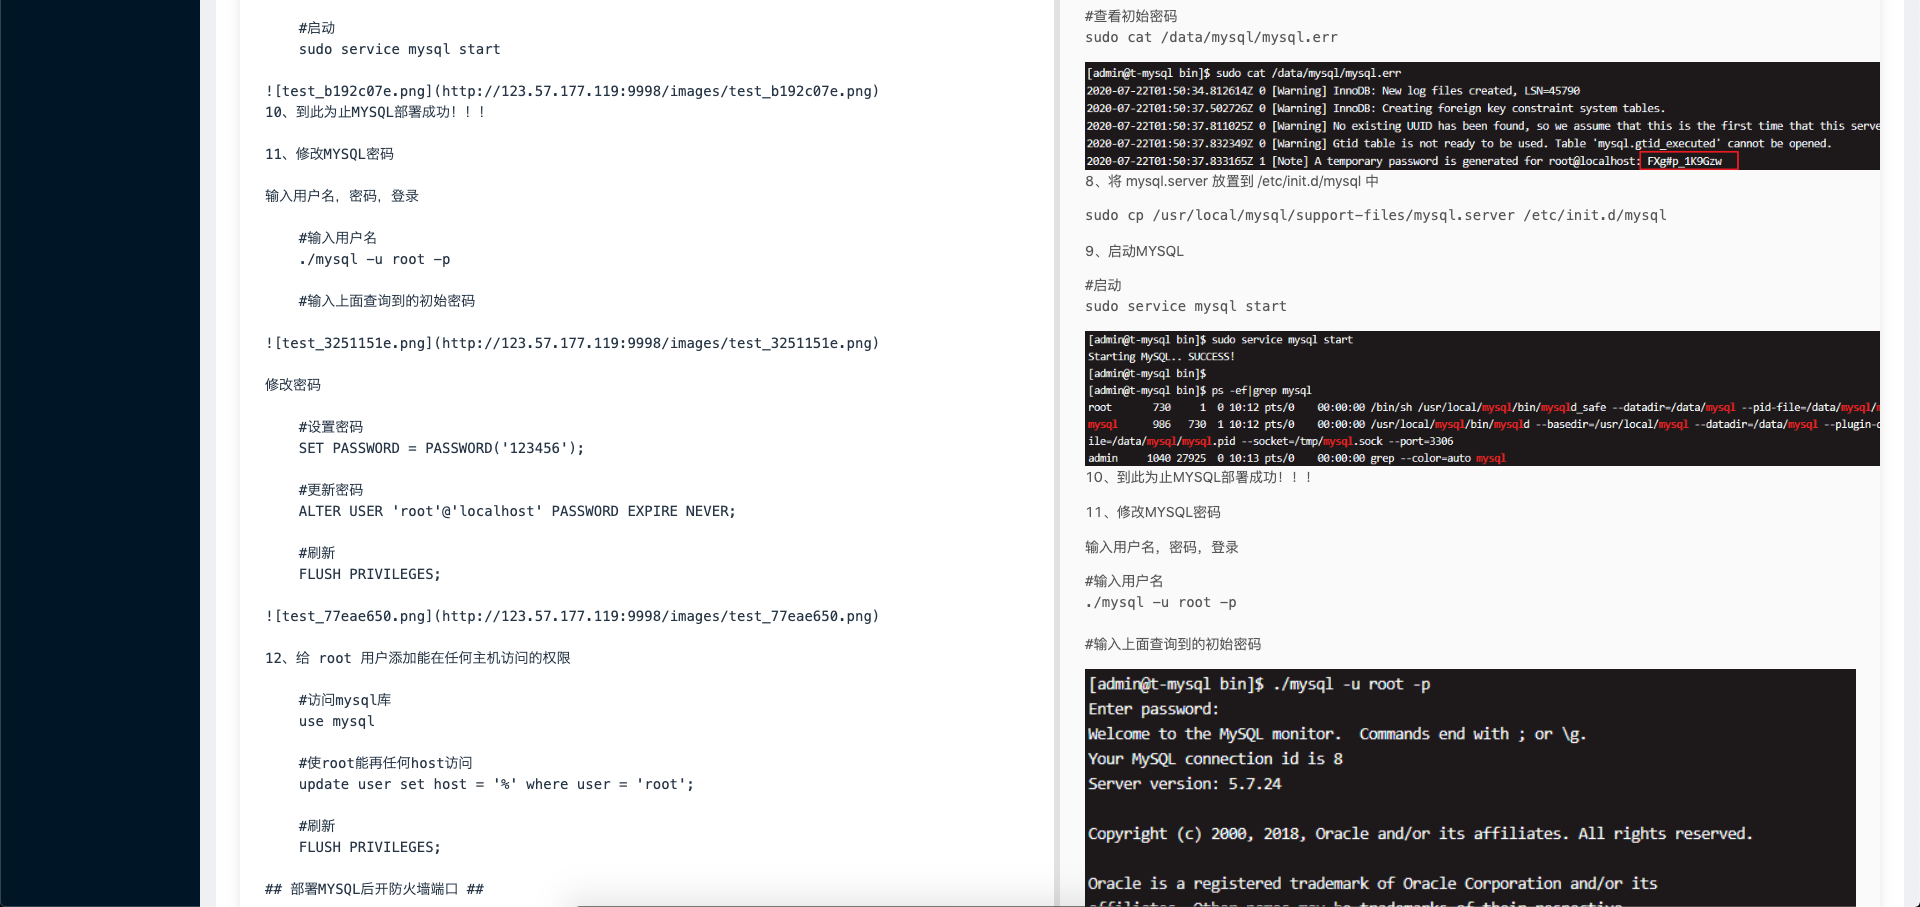 #启动
sudo service mysql start
![test_b192c07e.png](http://123.57.177.119:9998/images/test_b192c07e.png)
10、到此为止MYSQL部署成功！！！
11、修改MYSQL密码
输入用户名，密码，登录
#输入用户名
./mysql -u root -p
#输入上面查询到的初始密码
![test_3251151e.png](http://123.57.177.119:9998/images/test_3251151e.png)
修改密码
#设置密码
SET PASSWORD = PASSWORD('123456');
#更新密码
ALTER USER 'root'@'localhost' PASSWORD EXPIRE NEVER;
#刷新
FLUSH PRIVILEGES;
![test_77eae650.png](http://123.57.177.119:9998/images/test_77eae650.png)
12、给 root 用户添加能在任何主机访问的权限
#访问mysql库
use mysql
#使root能再任何host访问
update user set host = '%' where user = 'root';
#刷新
FLUSH PRIVILEGES;
## 部署MYSQL后开防火墙端口 ##
#查看初始密码
sudo cat /data/mysql/mysql.err
[admin@t-mysql bin]$ sudo cat /data/mysql/mysql.err
2020-07-22T01:50:34.812614Z 0 [Warning] InnoDB: New log files created, LSN=45790
2020-07-22T01:50:37.502726Z 0 [Warning] InnoDB: Creating foreign key constraint system tables.
2020-07-22T01:50:37.811025Z 0 [Warning] No existing UUID has been found, so we assume that this is the first time that this serve
2020-07-22T01:50:37.832349Z 0 [Warning] Gtid table is not ready to be used. Table 'mysql.gtid_executed' cannot be opened.
2020-07-22T01:50:37.833165Z 1 [Note] A temporary password is generated for root@localhost: FXg#p_1K9Gzw
8、将 mysql.server 放置到 /etc/init.d/mysql 中
sudo cp /usr/local/mysql/support-files/mysql.server /etc/init.d/mysql
9、启动MYSQL
#启动
sudo service mysql start
[admin@t-mysql bin]$ sudo service mysql start
Starting MySQL.. SUCCESS!
[admin@t-mysql bin]$
[admin@t-mysql bin]$ ps -ef|grep mysql
root 730 1 0 10:12 pts/0 00:00:00 /bin/sh /usr/local/mysql/bin/mysqld_safe --datadir=/data/mysql --pid-file=/data/mysql/
mysql 986 730 1 10:12 pts/0 00:00:00 /usr/local/mysql/bin/mysqld --basedir=/usr/local/mysql --datadir=/data/mysql --plugin-
ile=/data/mysql/mysql.pid --socket=/tmp/mysql.sock --port=3306
admin 1040 27925 0 10:13 pts/0 00:00:00 grep --color=auto mysql
10、到此为止MYSQL部署成功！！！
11、修改MYSQL密码
输入用户名，密码，登录
#输入用户名
./mysql -u root -p
#输入上面查询到的初始密码
[admin@t-mysql bin]$ ./mysql -u root -p
Enter password:
Welcome to the MySQL monitor.  Commands end with ; or \g.
Your MySQL connection id is 8
Server version: 5.7.24
Copyright (c) 2000, 2018, Oracle and/or its affiliates. All rights reserved.
Oracle is a registered trademark of Oracle Corporation and/or its
affiliates. Other names may be trademarks of their respective